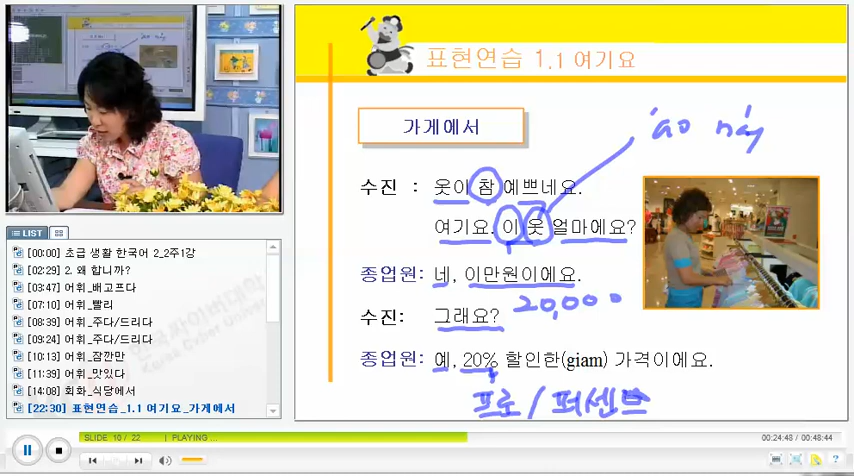 표현연습 1.1 여기요
가게에서
'ao này
수진 : 옷이 참 예쁘네요.
여기요. 이 옷 얼마에요?
종업원: 네, 이만원이에요.
20,000
수진: 그래요?
종업원: 예, 20% 할인한(giam) 가격이에요.
프로 / 퍼센트
LIST
[00:00] 초급 생활 한국어 2_2주1강
[02:29] 2. 왜 합니까?
[03:47] 어휘_배고프다
[07:10] 어휘_빨리
[08:39] 어휘_주다/드리다
[09:24] 어휘_주다/드리다
[10:13] 어휘_잠깐만
[11:39] 어휘_맛있다
[14:08] 회화_식당에서
[22:30] 표현연습_1.1 여기요_가게에서
SLIDE 10 / 22 | PLAYING ...
00:24:48 / 00:48:44